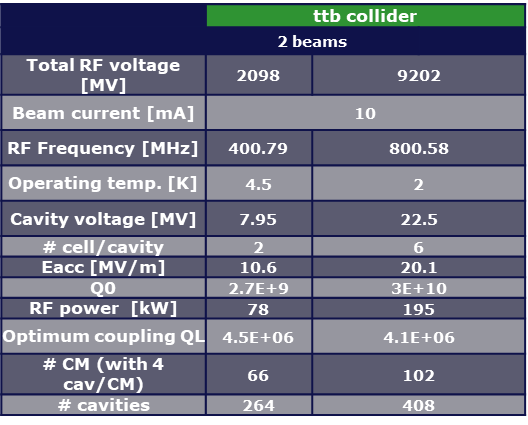 ttb collider
2 beams
Total RF voltage
[MV] 2098 9202
Beam current [mA] 10
RF Frequency [MHz] 400.79 800.58
Operating temp. [K] 4.5 2
Cavity voltage [MV] 7.95 22.5
# cell/cavity 2 6
Eacc [MV/m] 10.6 20.1
Q0 2.7E+9 3E+10
RF power [kW] 78 195
Optimum coupling QL 4.5E+06 4.1E+06
# CM (with 4
cav/CM) 66 102
# cavities 264 408